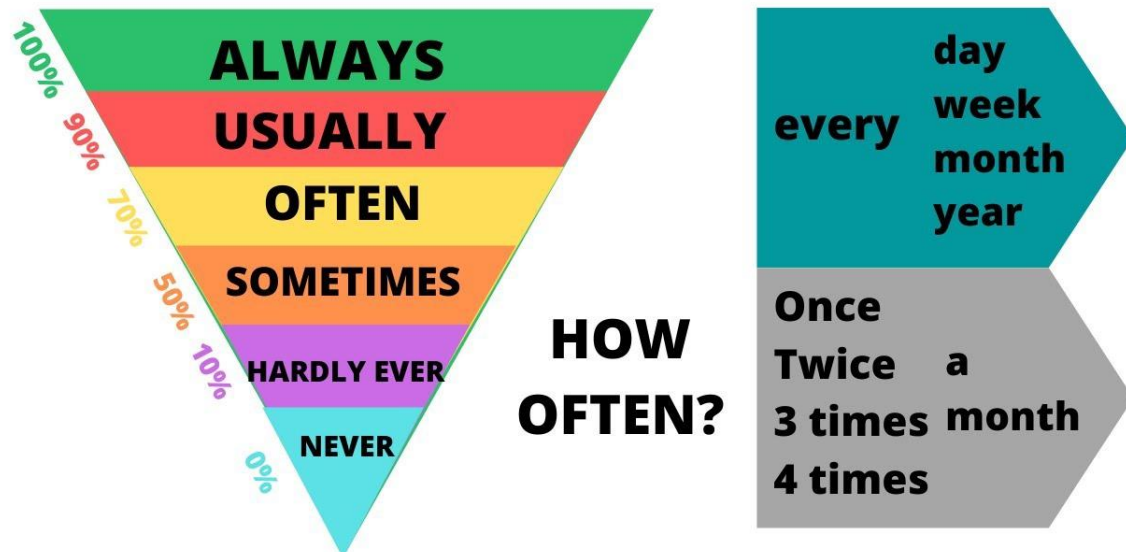 100%
ALWAYS
90%
USUALLY
70%
OFTEN
50%
SOMETIMES
10%
HARDLY EVER
0%
NEVER
HOW
OFTEN?
every
day
week
month
year
Once
Twice
3 times
4 times
a
month